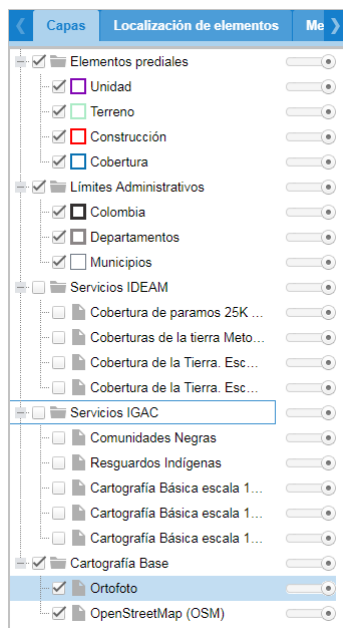 Capas
Localización de elementos
Me
Elementos prediales
Unidad
Terreno
Construcción
Cobertura
Límites Administrativos
Colombia
Departamentos
Municipios
Servicios IDEAM
Cobertura de paramos 25K ...
Coberturas de la tierra Meto...
Cobertura de la Tierra. Esc...
Cobertura de la Tierra. Esc...
Servicios IGAC
Comunidades Negras
Resguardos Indígenas
Cartografía Básica escala 1...
Cartografía Básica escala 1...
Cartografía Básica escala 1...
Cartografía Base
Ortofoto
OpenStreetMap (OSM)